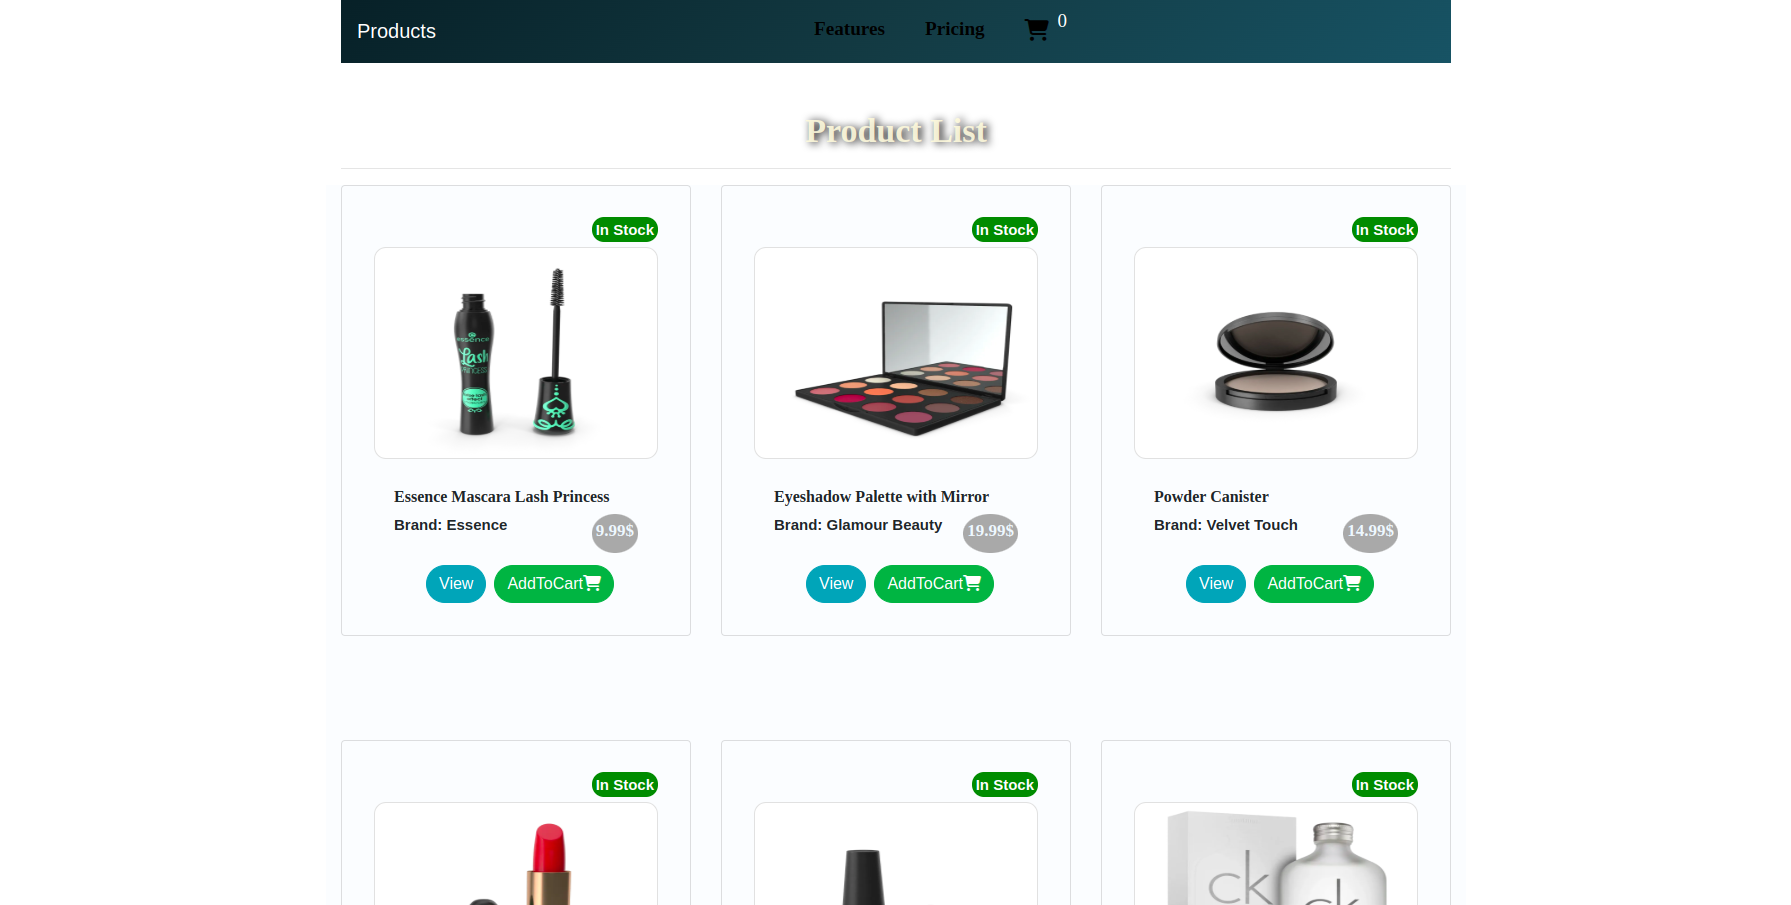 Products
Features
Pricing
0
Product List
In Stock
In Stock
In Stock
essence
Lash
PRINCESS
Essence Mascara Lash Princess
Brand: Essence
9.99$
View
AddToCart
Eyeshadow Palette with Mirror
Brand: Glamour Beauty
19.99$
View
AddToCart
Powder Canister
Brand: Velvet Touch
14.99$
View
AddToCart
In Stock
In Stock
In Stock
ck
ck